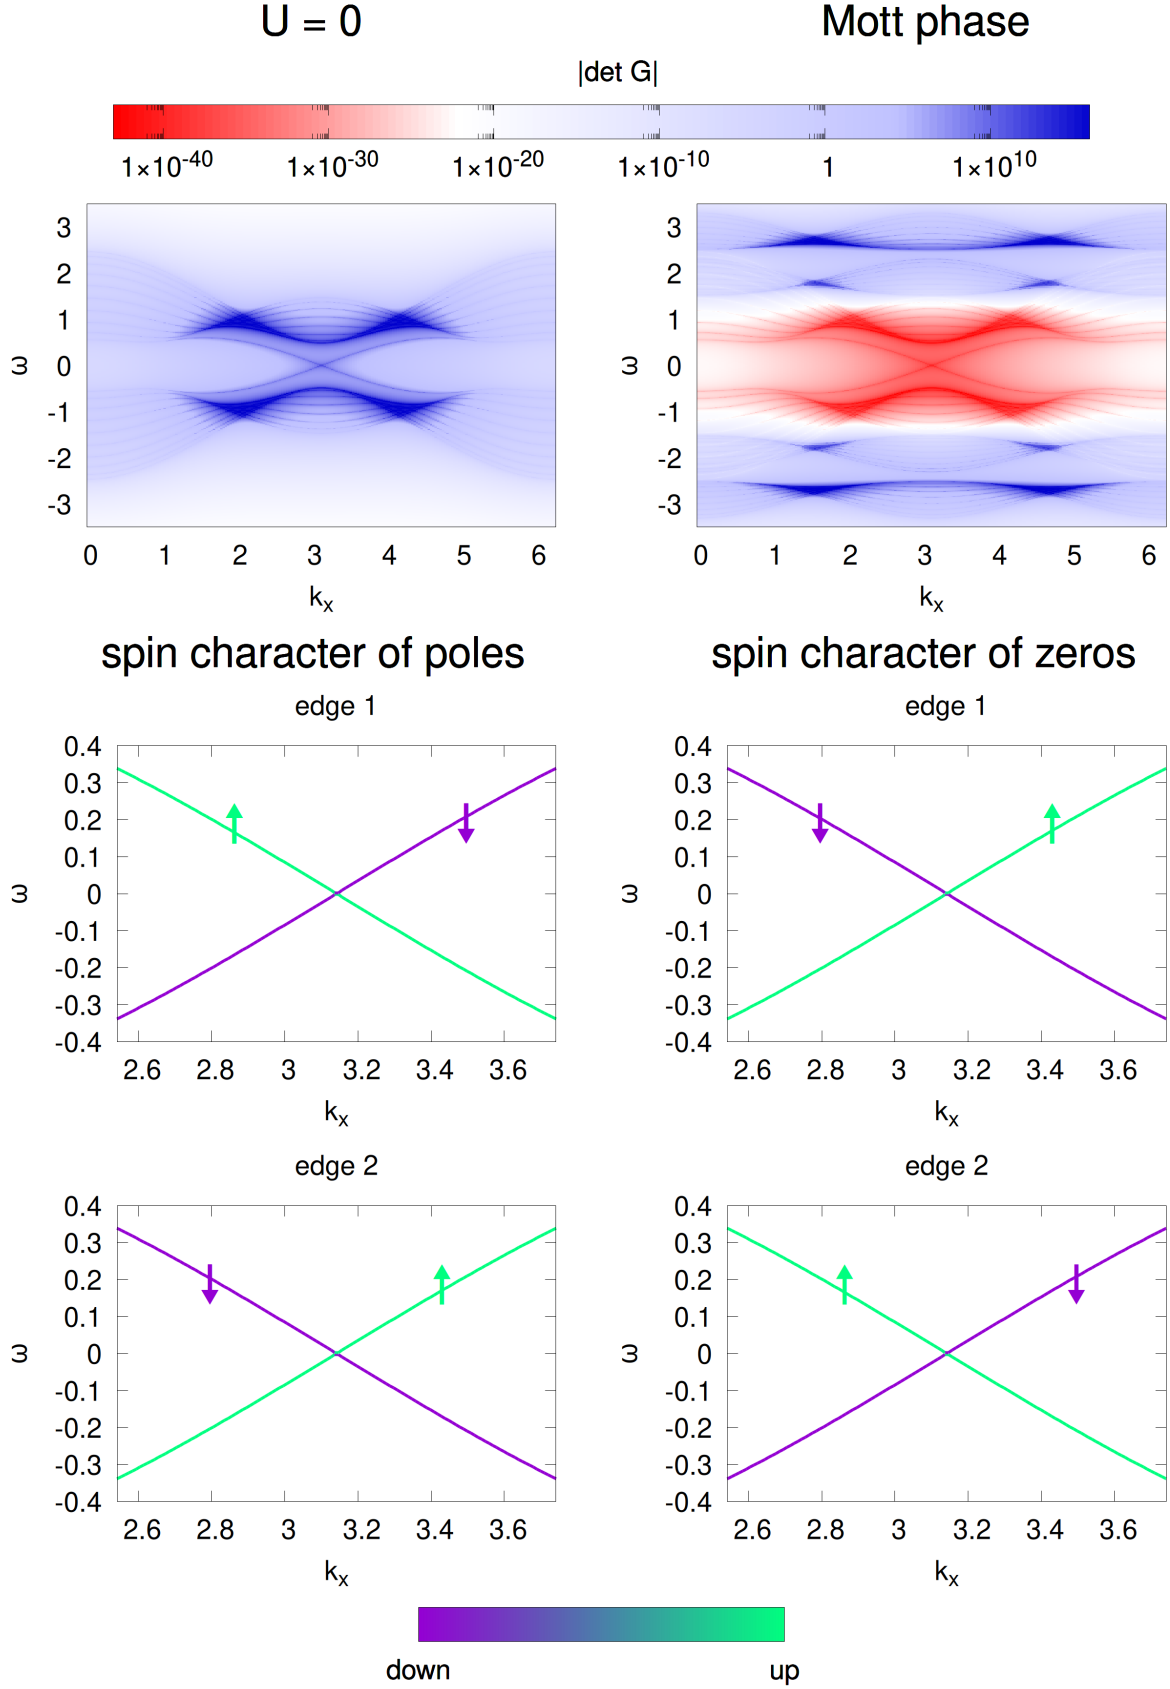 U = 0 Mott phase
|det G|
1×10-40 1×10-30 1×10-20 1×10-10 1 1×1010
3 3
2 2
1 1
ω 0 ω 0
-1 -1
-2 -2
-3 -3
0 1 2 3 4 5 6 0 1 2 3 4 5 6
kx kx
spin character of poles spin character of zeros
edge 1 edge 1
0.4 0.4
0.3 0.3
0.2 0.2
0.1 0.1
ω 0 ω 0
-0.1 -0.1
-0.2 -0.2
-0.3 -0.3
-0.4 -0.4
2.6 2.8 3 3.2 3.4 3.6 2.6 2.8 3 3.2 3.4 3.6
kx kx
edge 2 edge 2
0.4 0.4
0.3 0.3
0.2 0.2
0.1 0.1
ω 0 ω 0
-0.1 -0.1
-0.2 -0.2
-0.3 -0.3
-0.4 -0.4
2.6 2.8 3 3.2 3.4 3.6 2.6 2.8 3 3.2 3.4 3.6
kx kx
down up